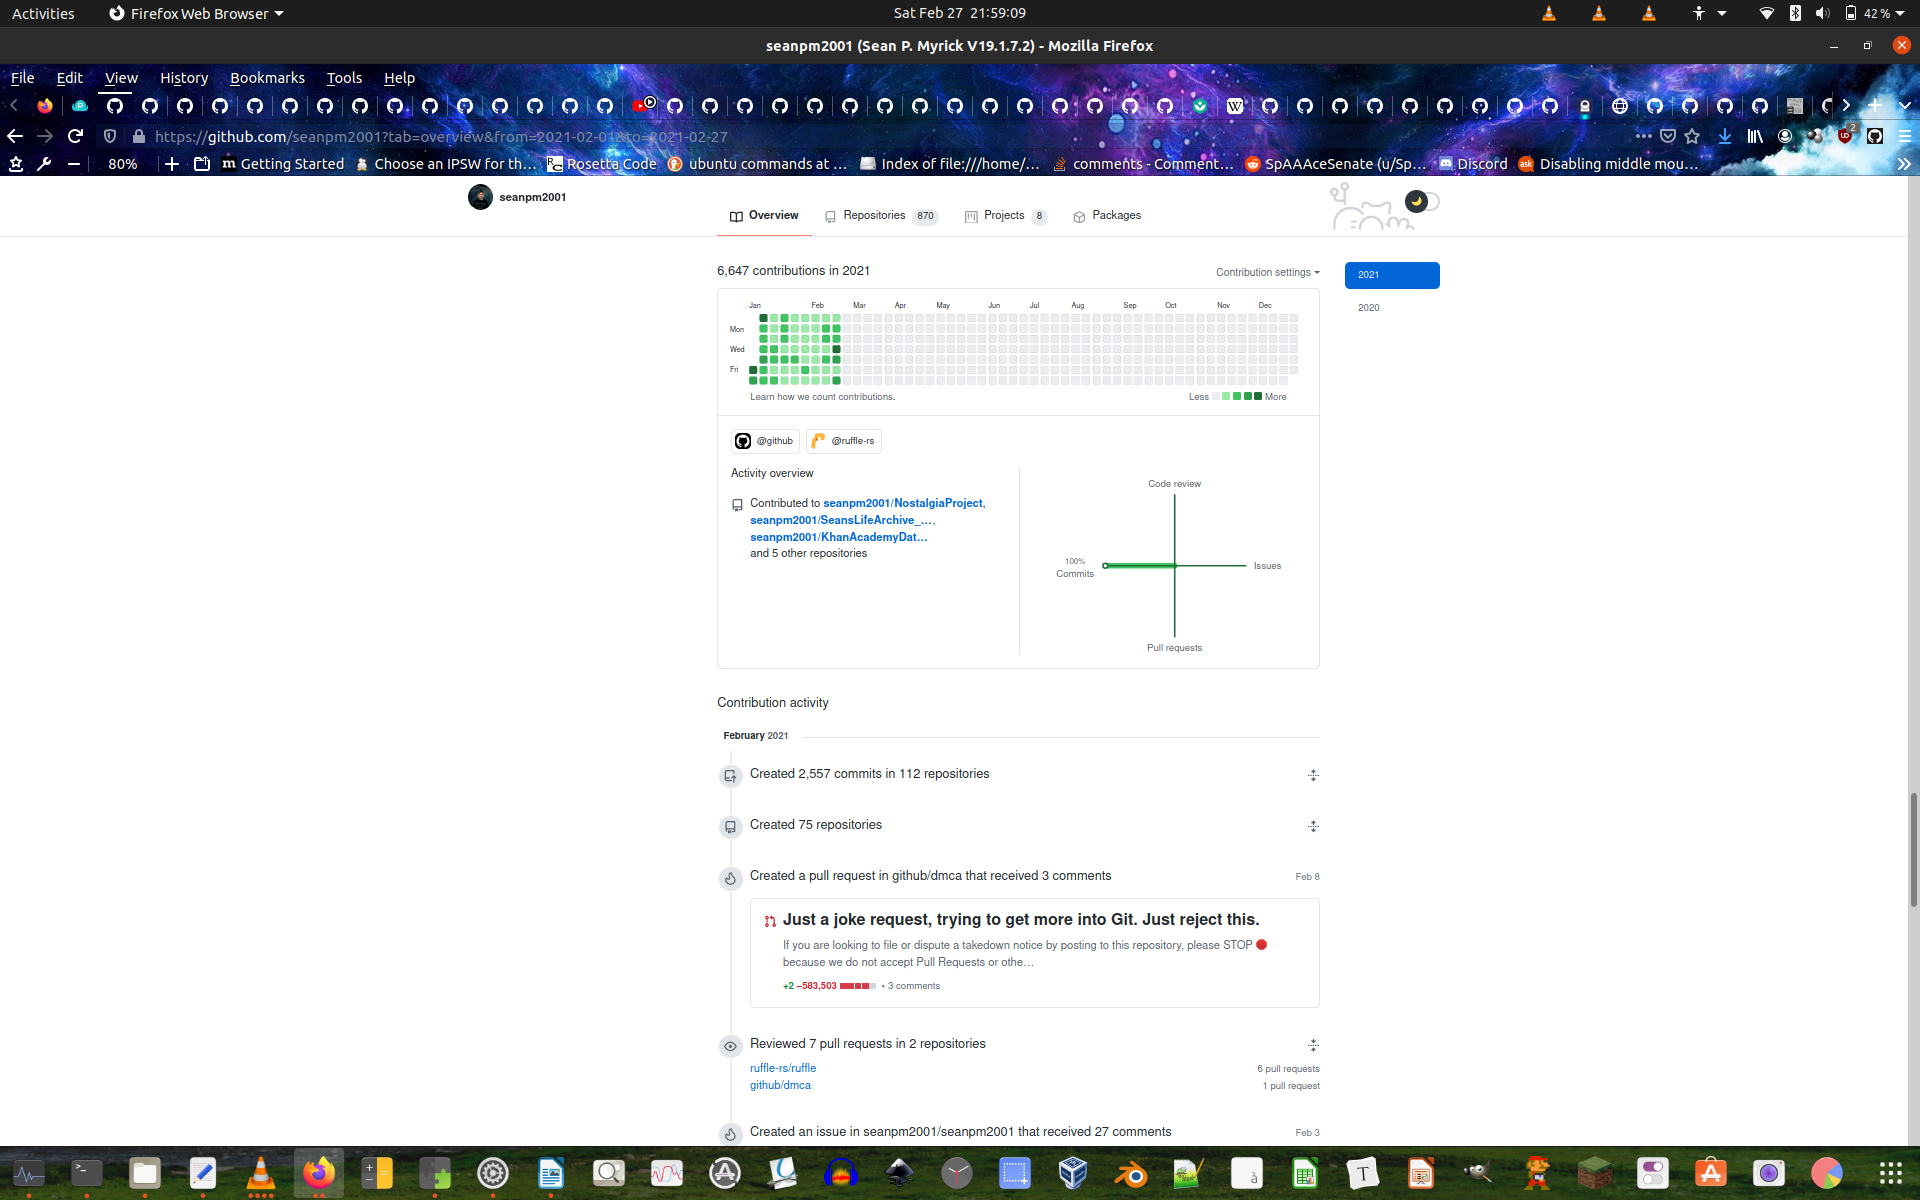 Activities
Firefox Web Browser
Sat Feb 27 21:59:09
42 %
seanpm2001 (Sean P. Myrick V19.1.7.2) - Mozilla Firefox
File Edit View History Bookmarks Tools Help
https://github.com/seanpm2001?tab=overview&from=2021-02-01&to=2021-02-27
2
80%
Getting Started
Choose an IPSW for th…
Rosetta Code
ubuntu commands at …
Index of file:///home/…
comments - Comment…
SpAAAceSenate (u/Sp…
Discord
Disabling middle mou…
seanpm2001
Overview
Repositories 870
Projects 8
Packages
6,647 contributions in 2021
Contribution settings
2021
2020
Jan Feb Mar Apr May Jun Jul Aug Sep Oct Nov Dec
Mon
Wed
Fri
Learn how we count contributions.
Less More
@github
@ruffle-rs
Activity overview
Contributed to seanpm2001/NostalgiaProject,
seanpm2001/SeansLifeArchive_…,
seanpm2001/KhanAcademyDat…
and 5 other repositories
Code review
100%
Commits
Issues
Pull requests
Contribution activity
February 2021
Created 2,557 commits in 112 repositories
Created 75 repositories
Created a pull request in github/dmca that received 3 comments
Feb 8
Just a joke request, trying to get more into Git. Just reject this.
If you are looking to file or dispute a takedown notice by posting to this repository, please STOP
because we do not accept Pull Requests or othe…
+2 −583,503 • 3 comments
Reviewed 7 pull requests in 2 repositories
ruffle-rs/ruffle
6 pull requests
github/dmca
1 pull request
Created an issue in seanpm2001/seanpm2001 that received 27 comments
Feb 3